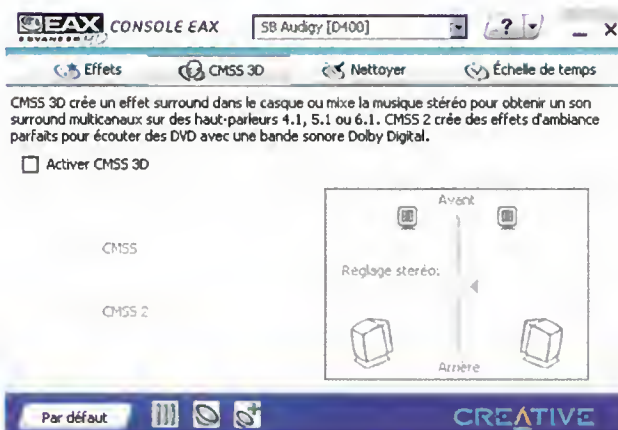 EAX CONSOLE EAX SB Audigy [D400] ?
ADVANCED HD
Effets CMSS 3D Nettoyer Échelle de temps
CMSS 3D crée un effet surround dans le casque ou mixe la musique stéréo pour obtenir un son
surround multicanaux sur des haut-parleurs 4.1, 5.1 ou 6.1. CMSS 2 crée des effets d'ambiance
parfaits pour écouter des DVD avec une bande sonore Dolby Digital.
Activer CMSS 3D
Avant
CMSS
Réglage stéréo:
CMSS 2
Arrière
Par défaut
CREATIVE